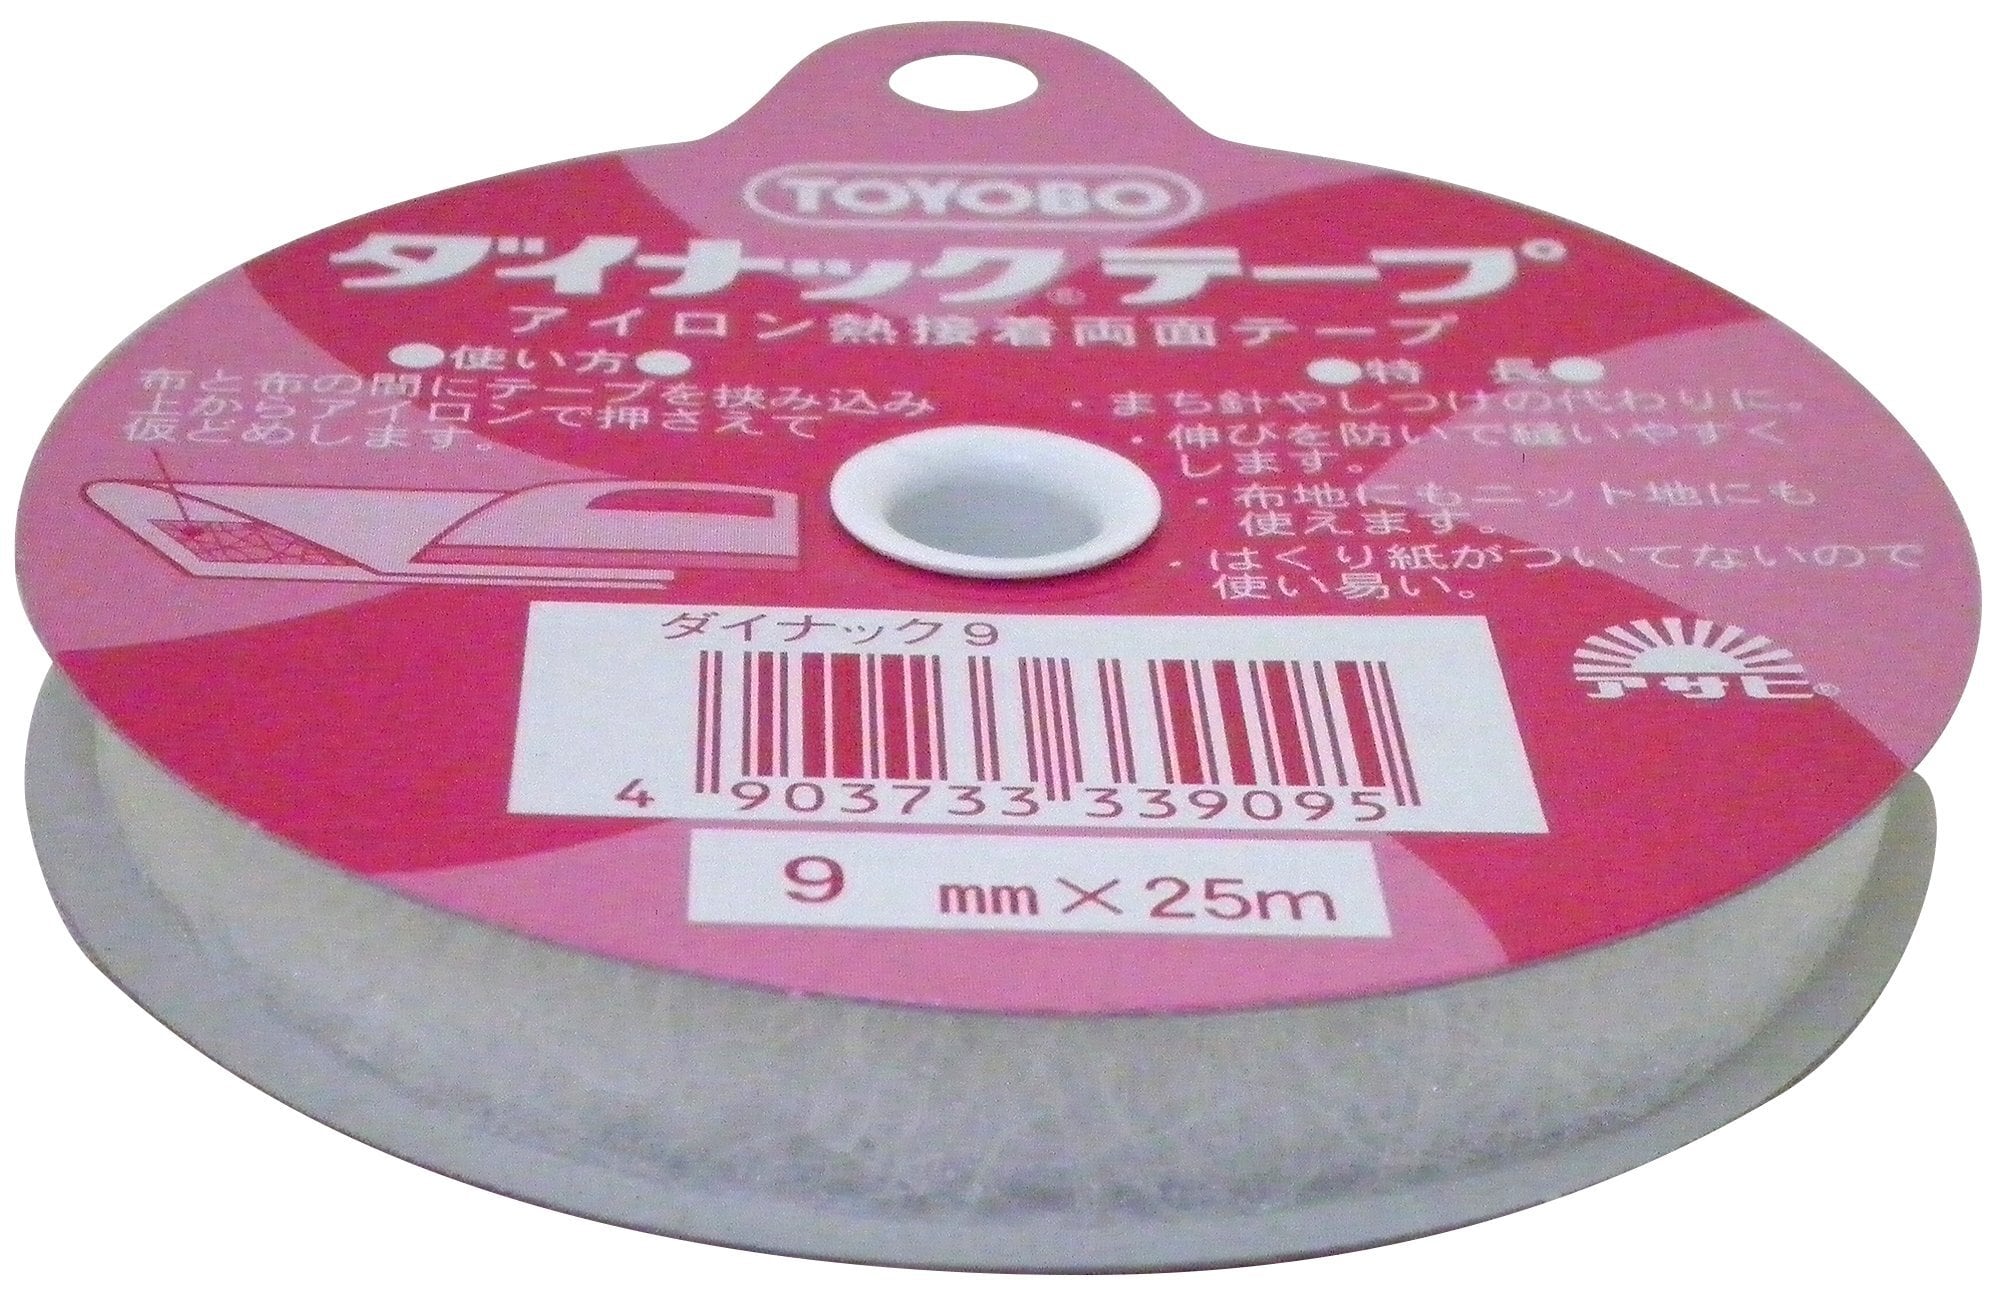 TOYOBO
ダイナック® テープ
アイロン熱接着両面テープ
●使い方●
布と布の間にテープを挟み込み
上からアイロンで押さえて
仮どめします。
●特 長●
・まち針やしつけの代わりに。
・伸びを防いで縫いやすく
します。
・布地にもニット地にも
使えます。
・はくり紙がついてないので
使い易い。
アサヒ®
ダイナック9
4 903733 339095
9 mm×25m